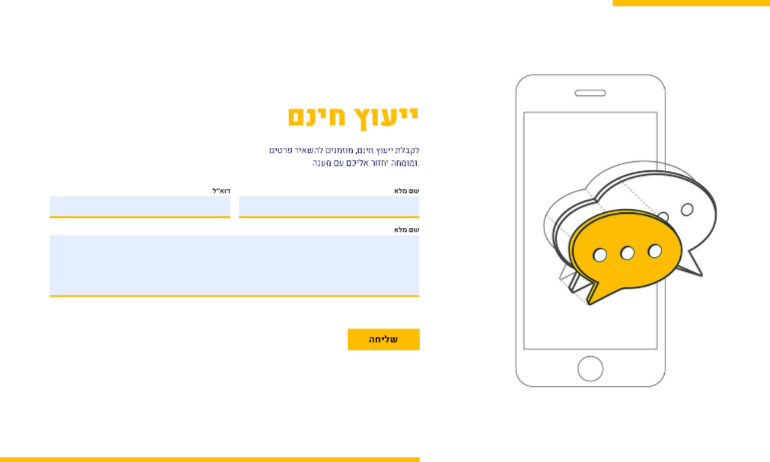 ייעוץ חינם
לקבלת ייעוץ חינם, מוזמנים להשאיר פרטים
ומומחה יחזור אליכם עם מענה.
שם מלא
דוא"ל
שם מלא
שליחה